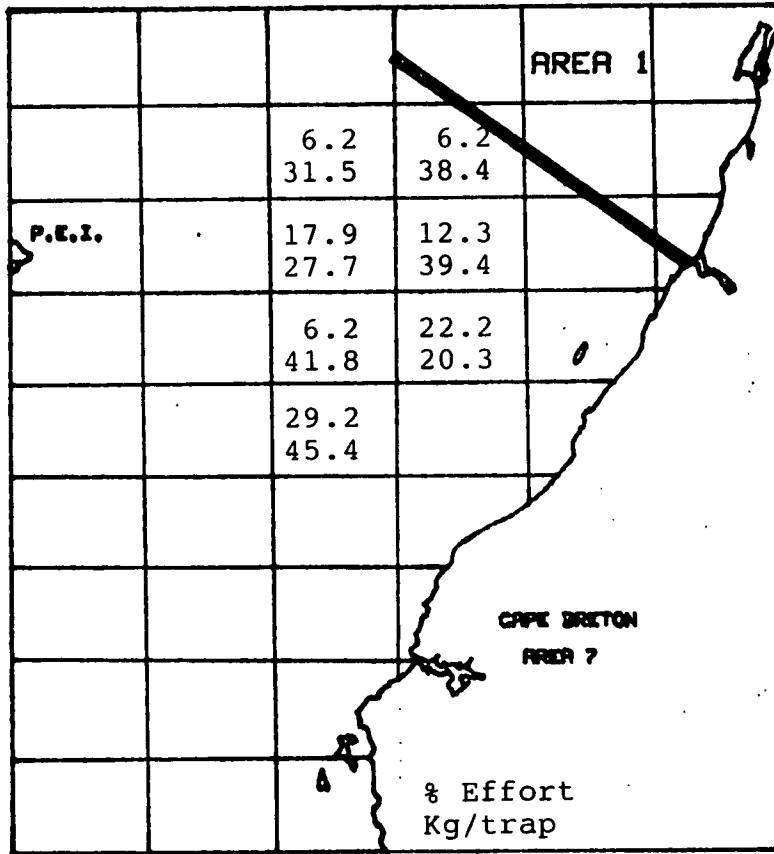 AREA 1
6.2 6.2
31.5 38.4
P.E.I.
17.9 12.3
27.7 39.4
6.2 22.2
41.8 20.3
29.2
45.4
CAPE BRETON
AREA 7
% Effort
Kg/trap